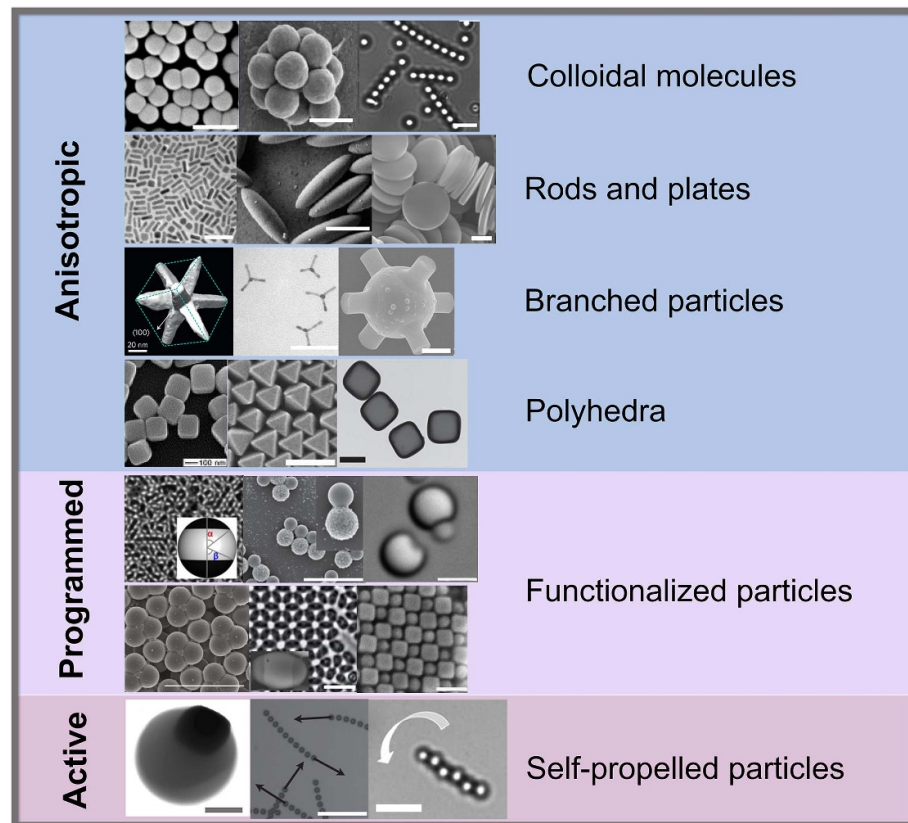 Anisotropic
Colloidal molecules
Rods and plates
{100}
20 nm
Branched particles
100 nm
Polyhedra
Programmed
α
β
Functionalized particles
Active
Self-propelled particles